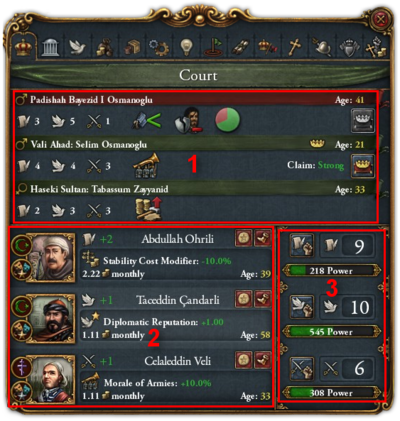 Court
Padishah Bayezid I Osmanoglu Age: 41
3 5 1
Vali Ahad: Selim Osmanoglu Age: 21
4 4 3 Claim: Strong
1
Haseki Sultan: Tabassum Zayyanid Age: 33
2 3 3
+2 Abdullah Ohrili
Stability Cost Modifier: -10.0%
2.22 monthly Age: 39
+1 Taceddin Çandarli
Diplomatic Reputation: +1.00
1.11 monthly Age: 58
2
+1 Celaleddin Veli
Morale of Armies: +10.0%
1.11 monthly Age: 33
9
218 Power
3
10
545 Power
6
308 Power